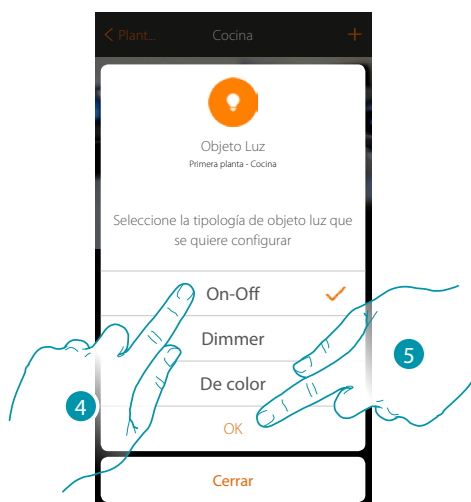 < Plant... Cocina +
Objeto Luz
Primera planta - Cocina
Seleccione la tipología de objeto luz que
se quiere configurar
On-Off
Dimmer
De color
OK
Cerrar
4
5